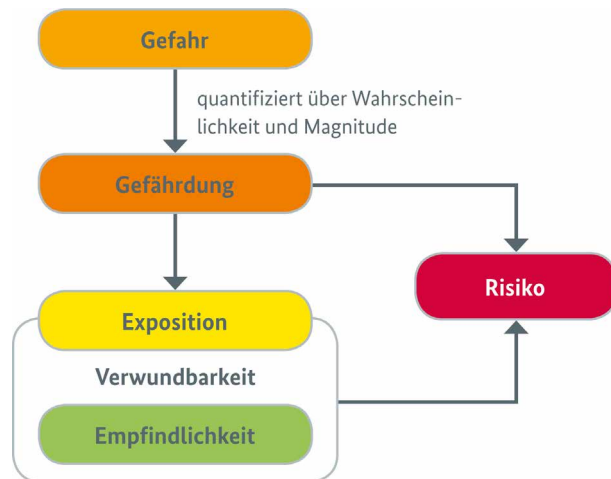 Gefahr
quantifiziert über Wahrschein-
lichkeit und Magnitude
Gefährdung
Risiko
Exposition
Verwundbarkeit
Empfindlichkeit